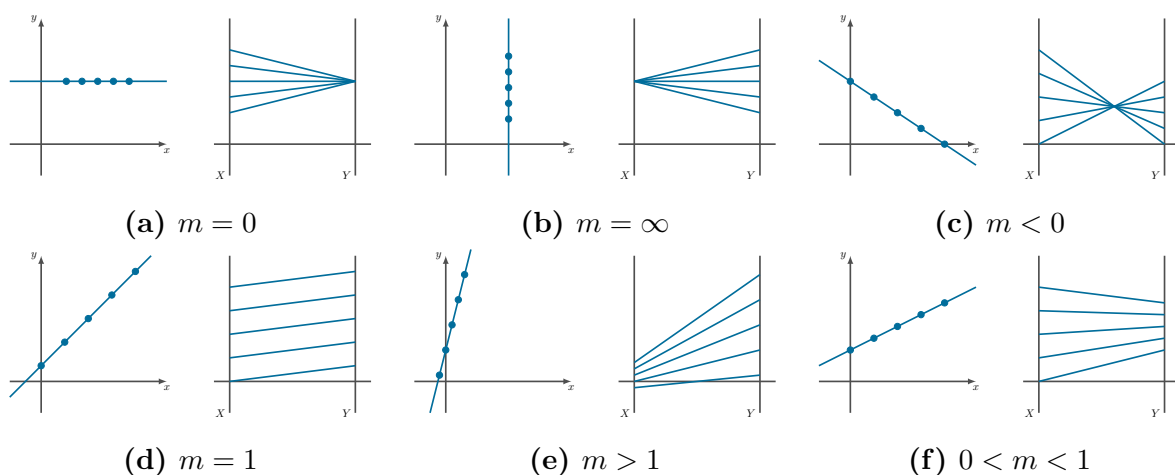 y y y
x x x
X Y X Y X Y
(a) m = 0 (b) m = ∞ (c) m < 0
y y y
x x x
X Y X Y X Y
(d) m = 1 (e) m > 1 (f) 0 < m < 1